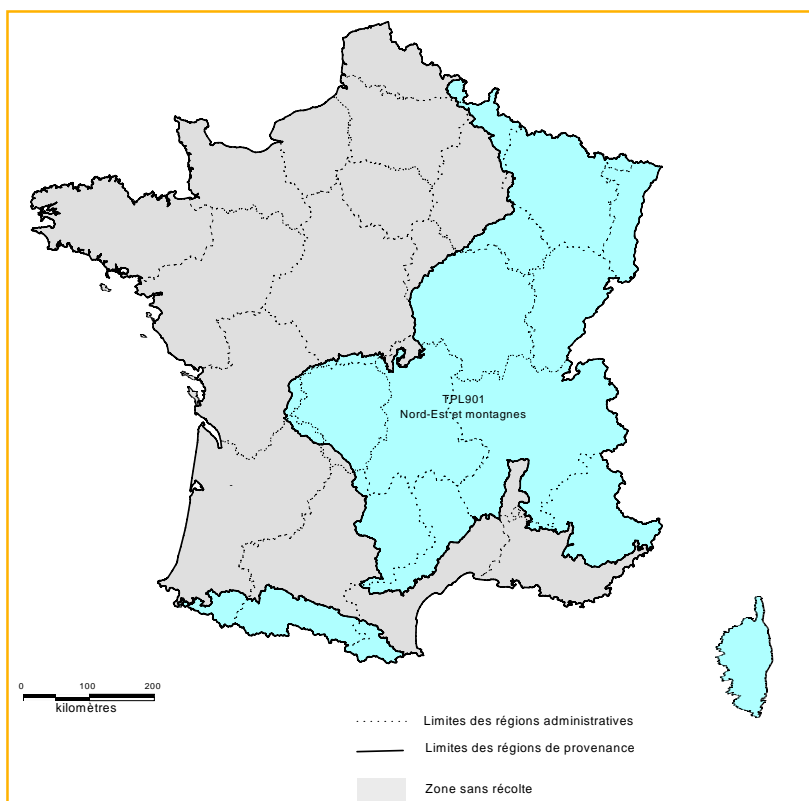 TPL901
Nord-Est et montagnes
0 100 200
kilomètres
Limites des régions administratives
Limites des régions de provenance
Zone sans récolte